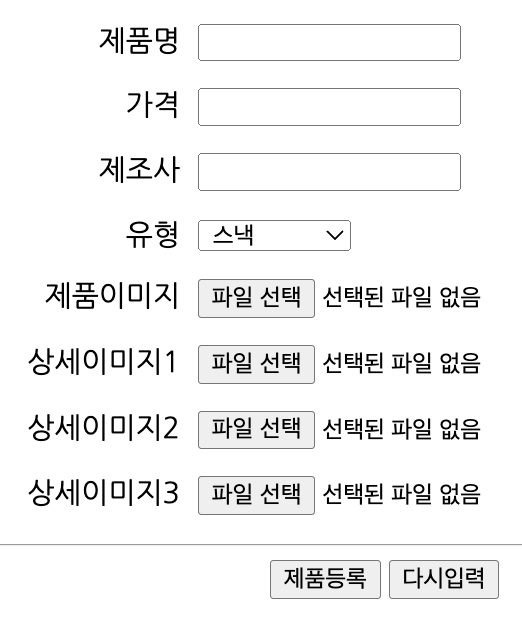 제품명
가격
제조사
유형 스낵
제품이미지 파일 선택 선택된 파일 없음
상세이미지1 파일 선택 선택된 파일 없음
상세이미지2 파일 선택 선택된 파일 없음
상세이미지3 파일 선택 선택된 파일 없음
제품등록 다시입력